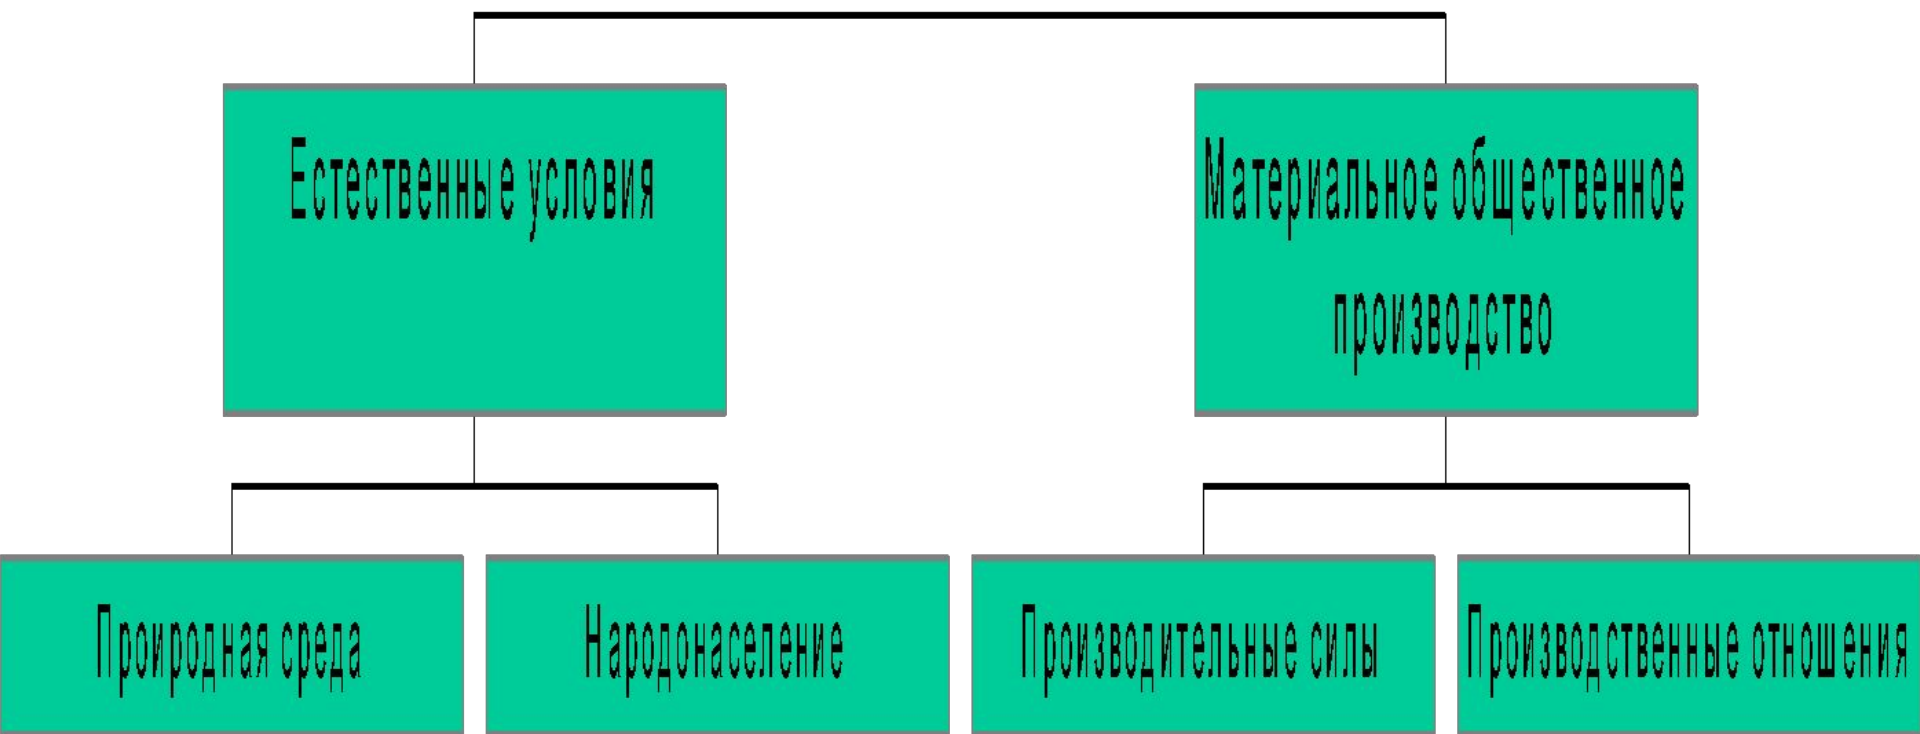 Естественные условия
Материальное общественное
производство
Проиродная среда
Народонаселение
Производительные силы
Производственные отношения